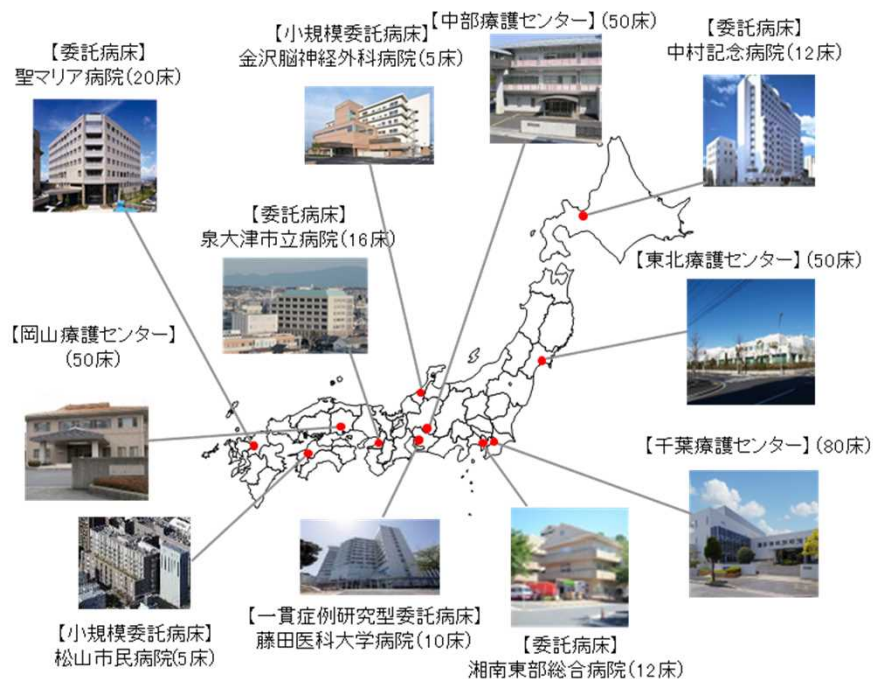 【委託病床】
聖マリア病院(20床)
【小規模委託病床】
金沢脳神経外科病院(5床)
【中部療護センター】(50床)
【委託病床】
中村記念病院(12床)
【委託病床】
泉大津市立病院(16床)
【東北療護センター】(50床)
【岡山療護センター】
(50床)
【千葉療護センター】(80床)
【小規模委託病床】
松山市民病院(5床)
【一貫症例研究型委託病床】
藤田医科大学病院(10床)
【委託病床】
湘南東部総合病院(12床)